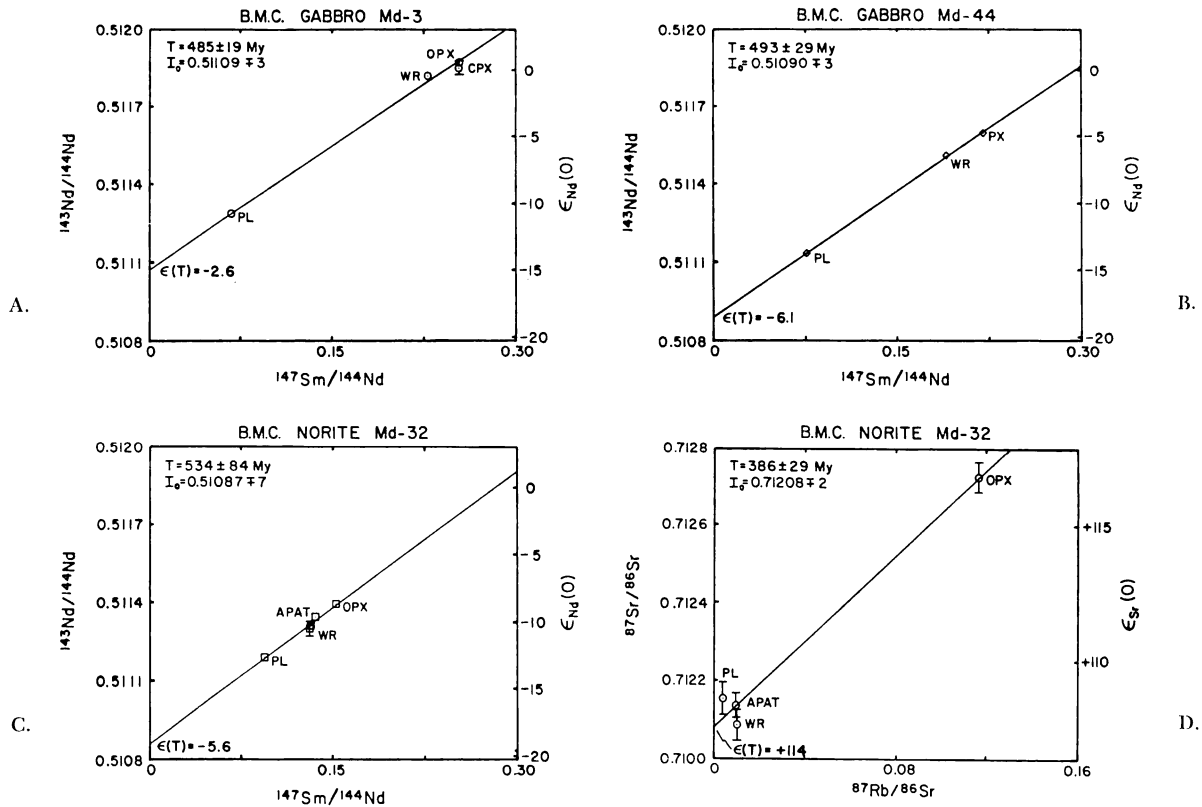 B.M.C. GABBRO Md-3
T=485±19 My
I₀=0.51109∓3
OPX
WR
CPX
PL
ϵ(T)=-2.6
0.5120
0.5117
0.5114
0.5111
0.5108
¹⁴³Nd/¹⁴⁴Nd
0
-5
-10
-15
-20
ϵNd(0)
0
0.15
0.30
¹⁴⁷Sm/¹⁴⁴Nd
A.
B.M.C. GABBRO Md-44
T=493±29 My
I₀=0.51090∓3
PX
WR
PL
ϵ(T)=-6.1
0.5120
0.5117
0.5114
0.5111
0.5108
¹⁴³Nd/¹⁴⁴Nd
0
-5
-10
-15
-20
ϵNd(0)
0
0.15
0.30
¹⁴⁷Sm/¹⁴⁴Nd
B.
B.M.C. NORITE Md-32
T=534±84 My
I₀=0.51087∓7
APAT
OPX
WR
PL
ϵ(T)=-5.6
0.5120
0.5117
0.5114
0.5111
0.5108
¹⁴³Nd/¹⁴⁴Nd
0
-5
-10
-15
-20
ϵNd(0)
0
0.15
0.30
¹⁴⁷Sm/¹⁴⁴Nd
C.
B.M.C. NORITE Md-32
T=386±29 My
I₀=0.71208∓2
OPX
PL
APAT
WR
ϵ(T)=+114
0.7128
0.7126
0.7124
0.7122
0.7100
⁸⁷Sr/⁸⁶Sr
+115
+110
ϵSr(0)
0
0.08
0.16
⁸⁷Rb/⁸⁶Sr
D.